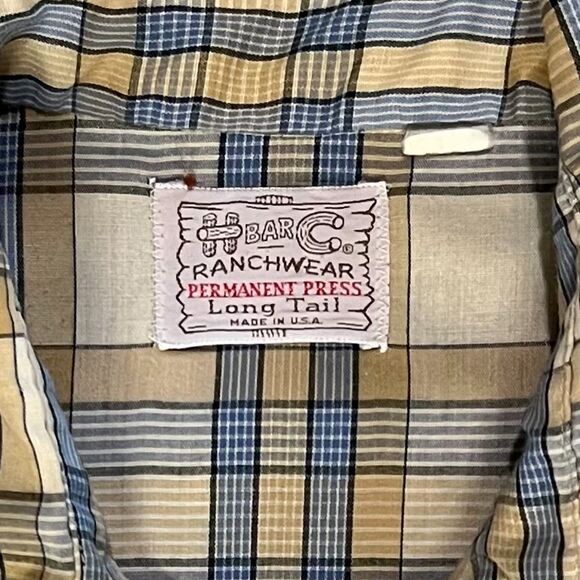 H BAR C®
RANCHWEAR
PERMANENT PRESS
Long Tail
MADE IN U.S.A.